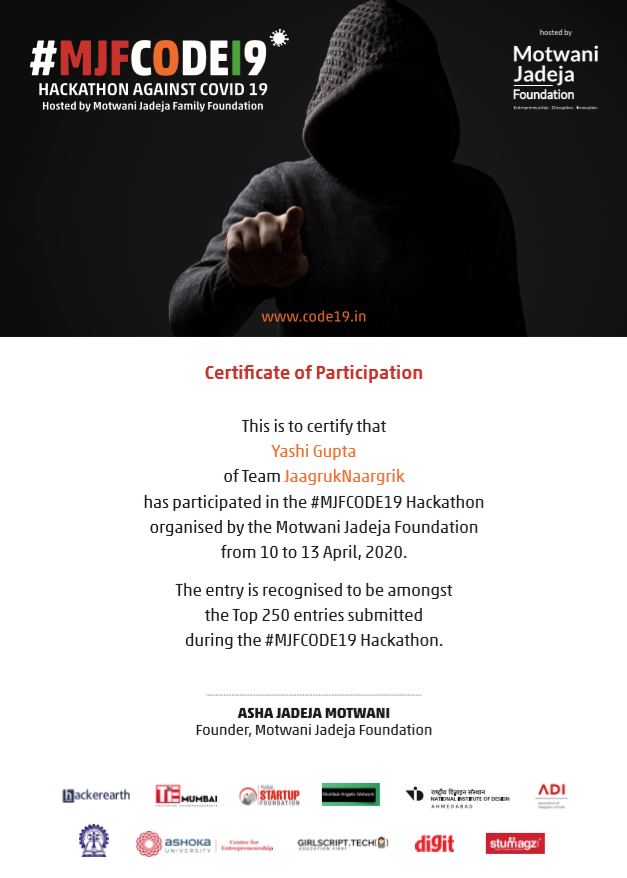 #MJFCODE19
HACKATHON AGAINST COVID 19
Hosted by Motwani Jadeja Family Foundation
hosted by
Motwani
Jadeja
Foundation
Entrepreneurship . Disruption . Innovation
www.code19.in
Certificate of Participation
This is to certify that
Yashi Gupta
of Team JaagrukNaargrik
has participated in the #MJFCODE19 Hackathon
organised by the Motwani Jadeja Foundation
from 10 to 13 April, 2020.
The entry is recognised to be amongst
the Top 250 entries submitted
during the #MJFCODE19 Hackathon.
ASHA JADEJA MOTWANI
Founder, Motwani Jadeja Foundation
hackerearth
TiE MUMBAI
STARTUP
FOUNDATION
Mumbai Angels Network
राष्ट्रीय डिज़ाइन संस्थान
NATIONAL INSTITUTE OF DESIGN
AHMEDABAD
ADI
Association of
Designers of India
ASHOKA
UNIVERSITY
Centre for
Entrepreneurship
GIRLSCRIPT.TECH
EDUCATION FIRST
digit
stumagz